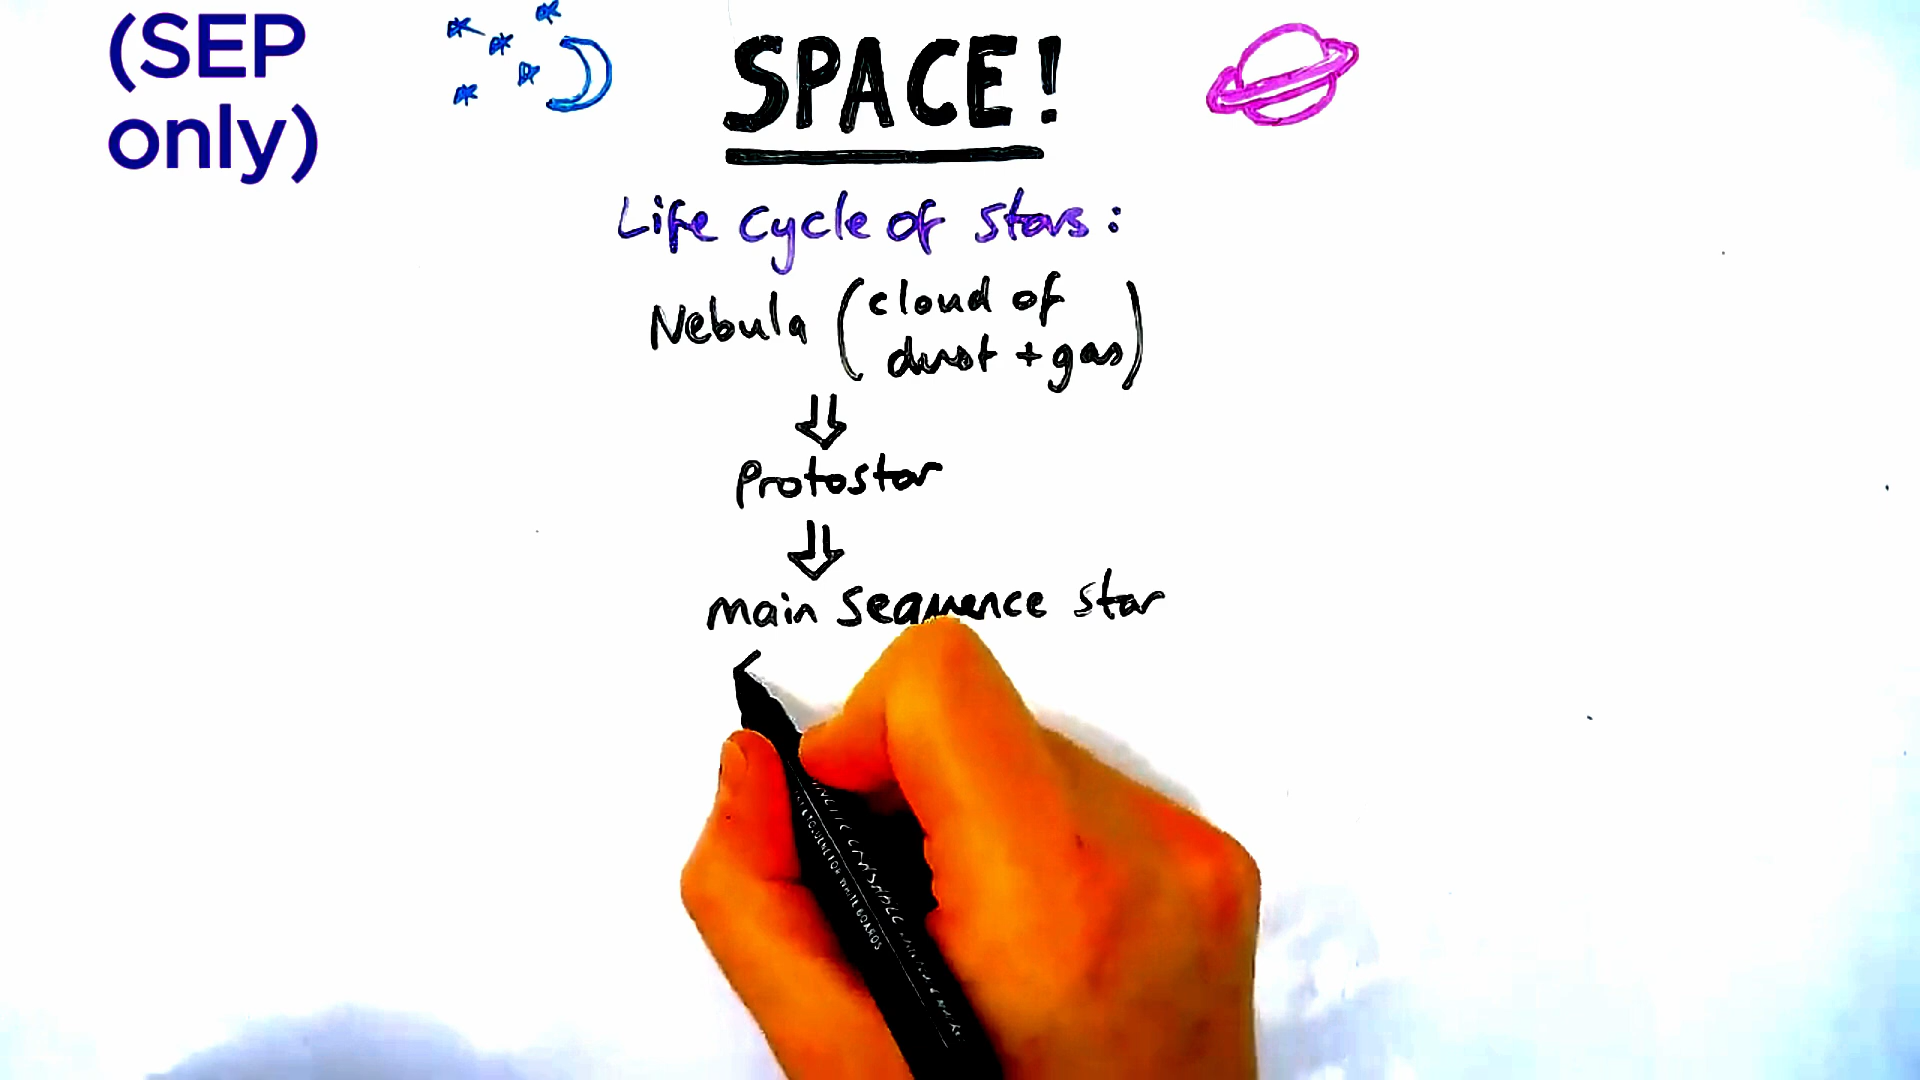 (SEP
only)
SPACE!
Life cycle of stars:
Nebula (cloud of
dust + gas)
Protostar
main sequence star